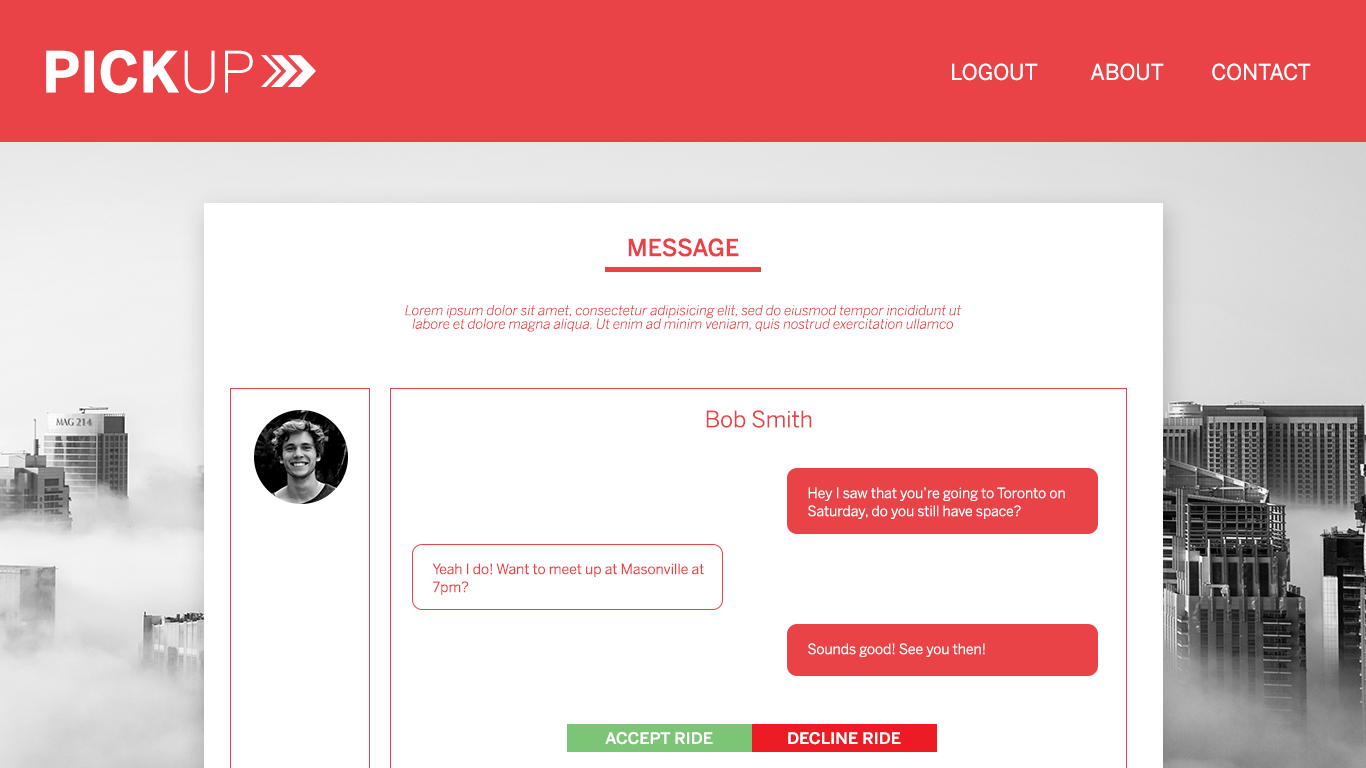 PICKUP
LOGOUT ABOUT CONTACT
MESSAGE
Lorem ipsum dolor sit amet, consectetur adipisicing elit, sed do eiusmod tempor incididunt ut
labore et dolore magna aliqua. Ut enim ad minim veniam, quis nostrud exercitation ullamco
MAG 214
Bob Smith
Hey I saw that you're going to Toronto on
Saturday, do you still have space?
Yeah I do! Want to meet up at Masonville at
7pm?
Sounds good! See you then!
ACCEPT RIDE DECLINE RIDE